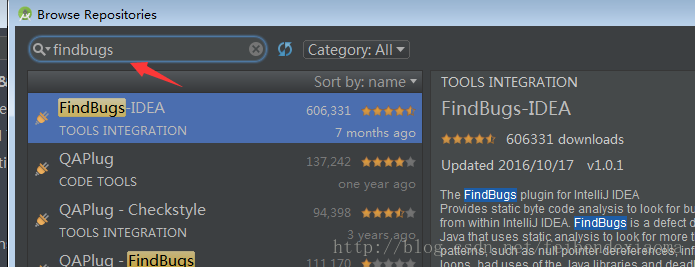 Browse Repositories
findbugs
Category: All
Sort by: name
FindBugs-IDEA
606,331
TOOLS INTEGRATION
7 months ago
QAPlug
137,242
CODE TOOLS
one year ago
QAPlug - Checkstyle
94,398
TOOLS INTEGRATION
3 years ago
QAPlug - FindBugs
111,170
TOOLS INTEGRATION
FindBugs-IDEA
606331 downloads
Updated 2016/10/17 v1.0.1
The FindBugs plugin for IntelliJ IDEA
Provides static byte code analysis to look for bu
from within IntelliJ IDEA. FindBugs is a defect d
Java that uses static analysis to look for more t
patterns, such as null pointer dereferences, inf
loops, bad uses of the Java libraries and dead